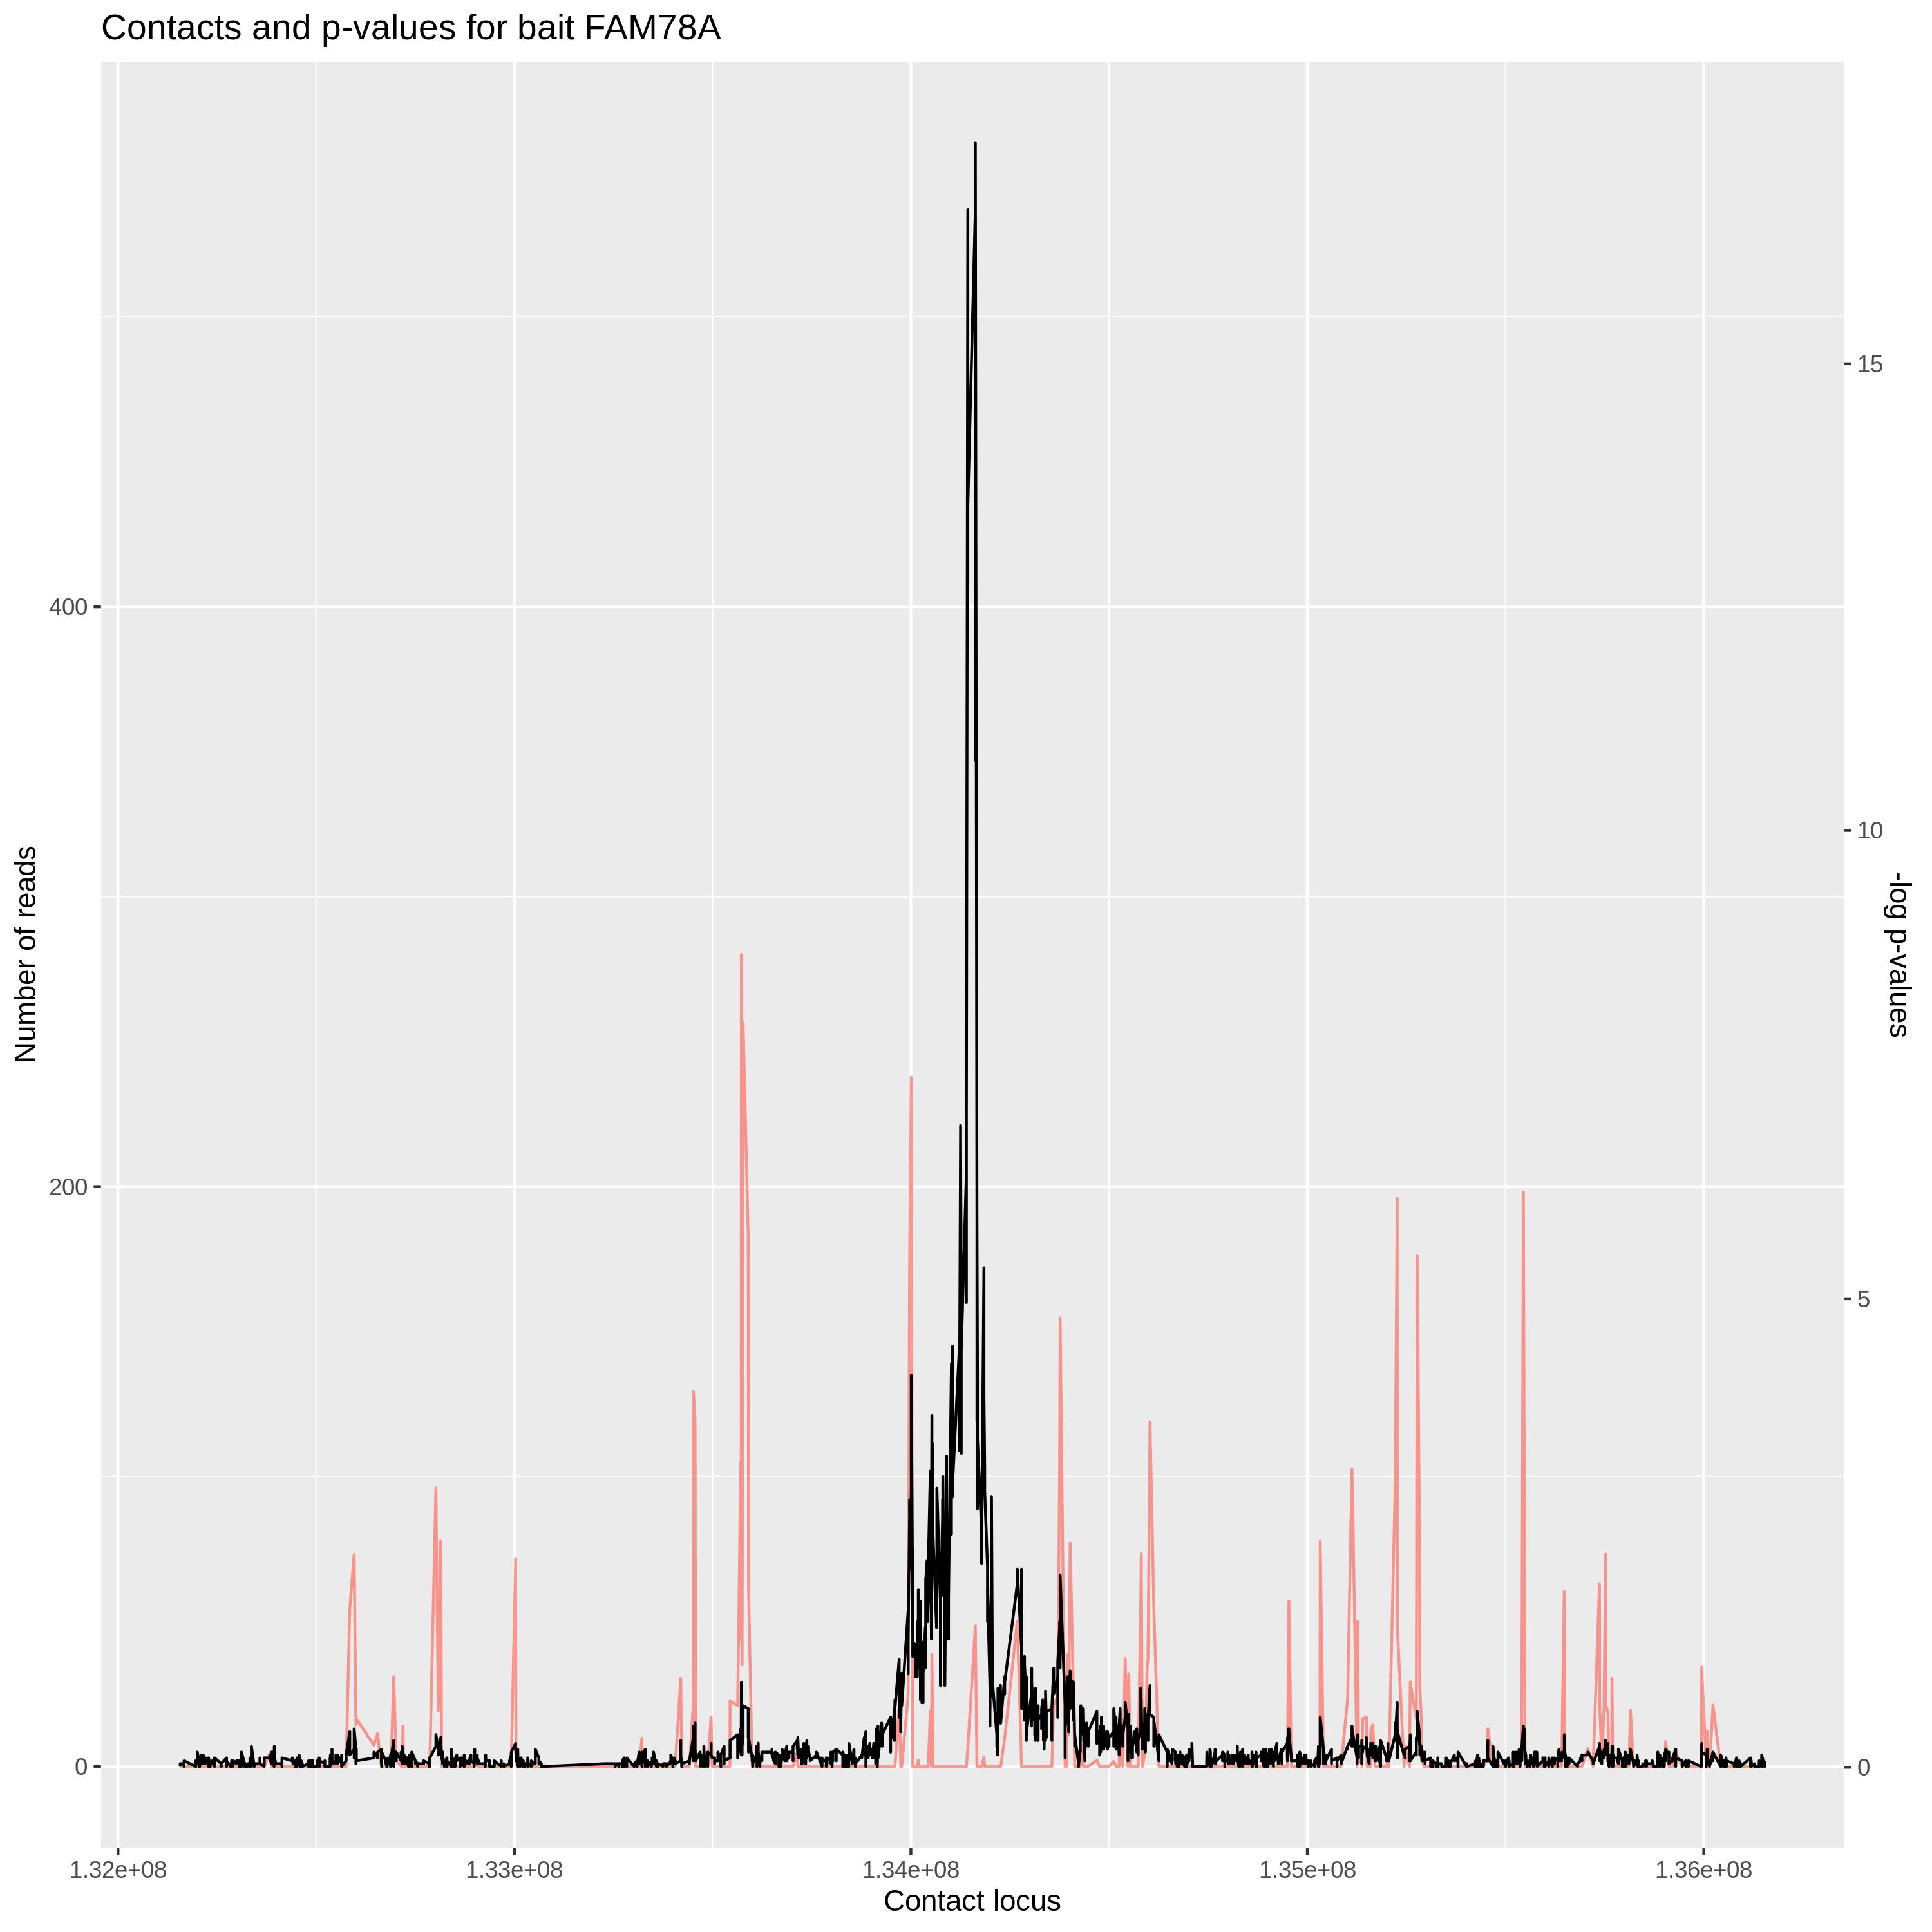 Contacts and p-values for bait FAM78A
Number of reads
400
200
0
15
10
5
0
-log p-values
1.32e+08
1.33e+08
1.34e+08
1.35e+08
1.36e+08
Contact locus